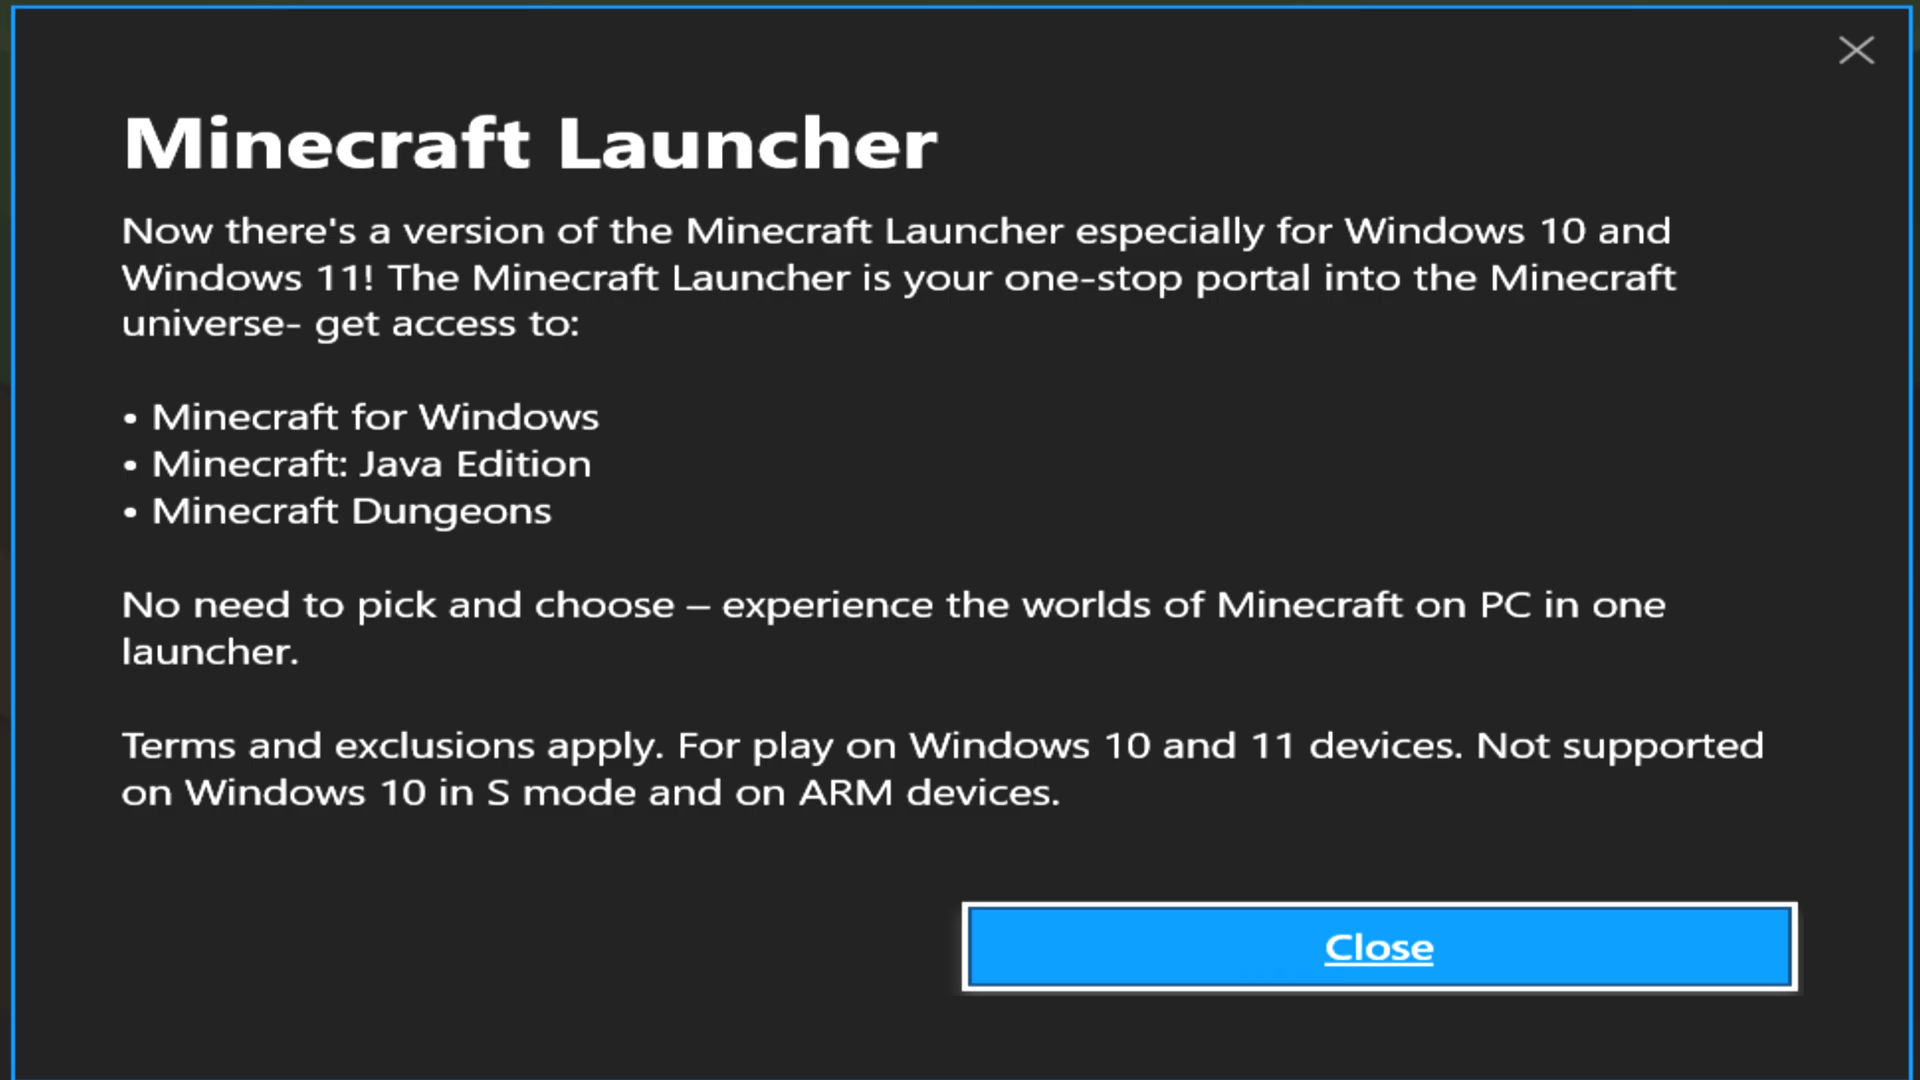 Minecraft Launcher
Now there's a version of the Minecraft Launcher especially for Windows 10 and
Windows 11! The Minecraft Launcher is your one-stop portal into the Minecraft
universe- get access to:
• Minecraft for Windows
• Minecraft: Java Edition
• Minecraft Dungeons
No need to pick and choose – experience the worlds of Minecraft on PC in one
launcher.
Terms and exclusions apply. For play on Windows 10 and 11 devices. Not supported
on Windows 10 in S mode and on ARM devices.
Close